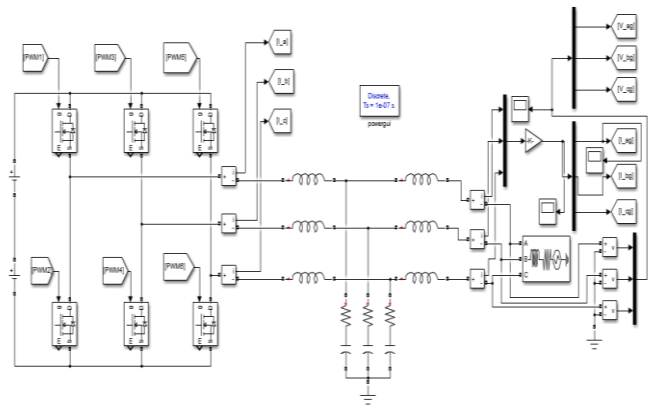 [PWM1]
[PWM3]
[PWM5]
[I_a]
[I_b]
[I_c]
Discrete,
Ts = 1e-07 s.
powergui
[V_ag]
[V_bg]
[V_cg]
[I_ag]
[I_bg]
[I_cg]
[PWM2]
[PWM4]
[PWM6]
A
B
C